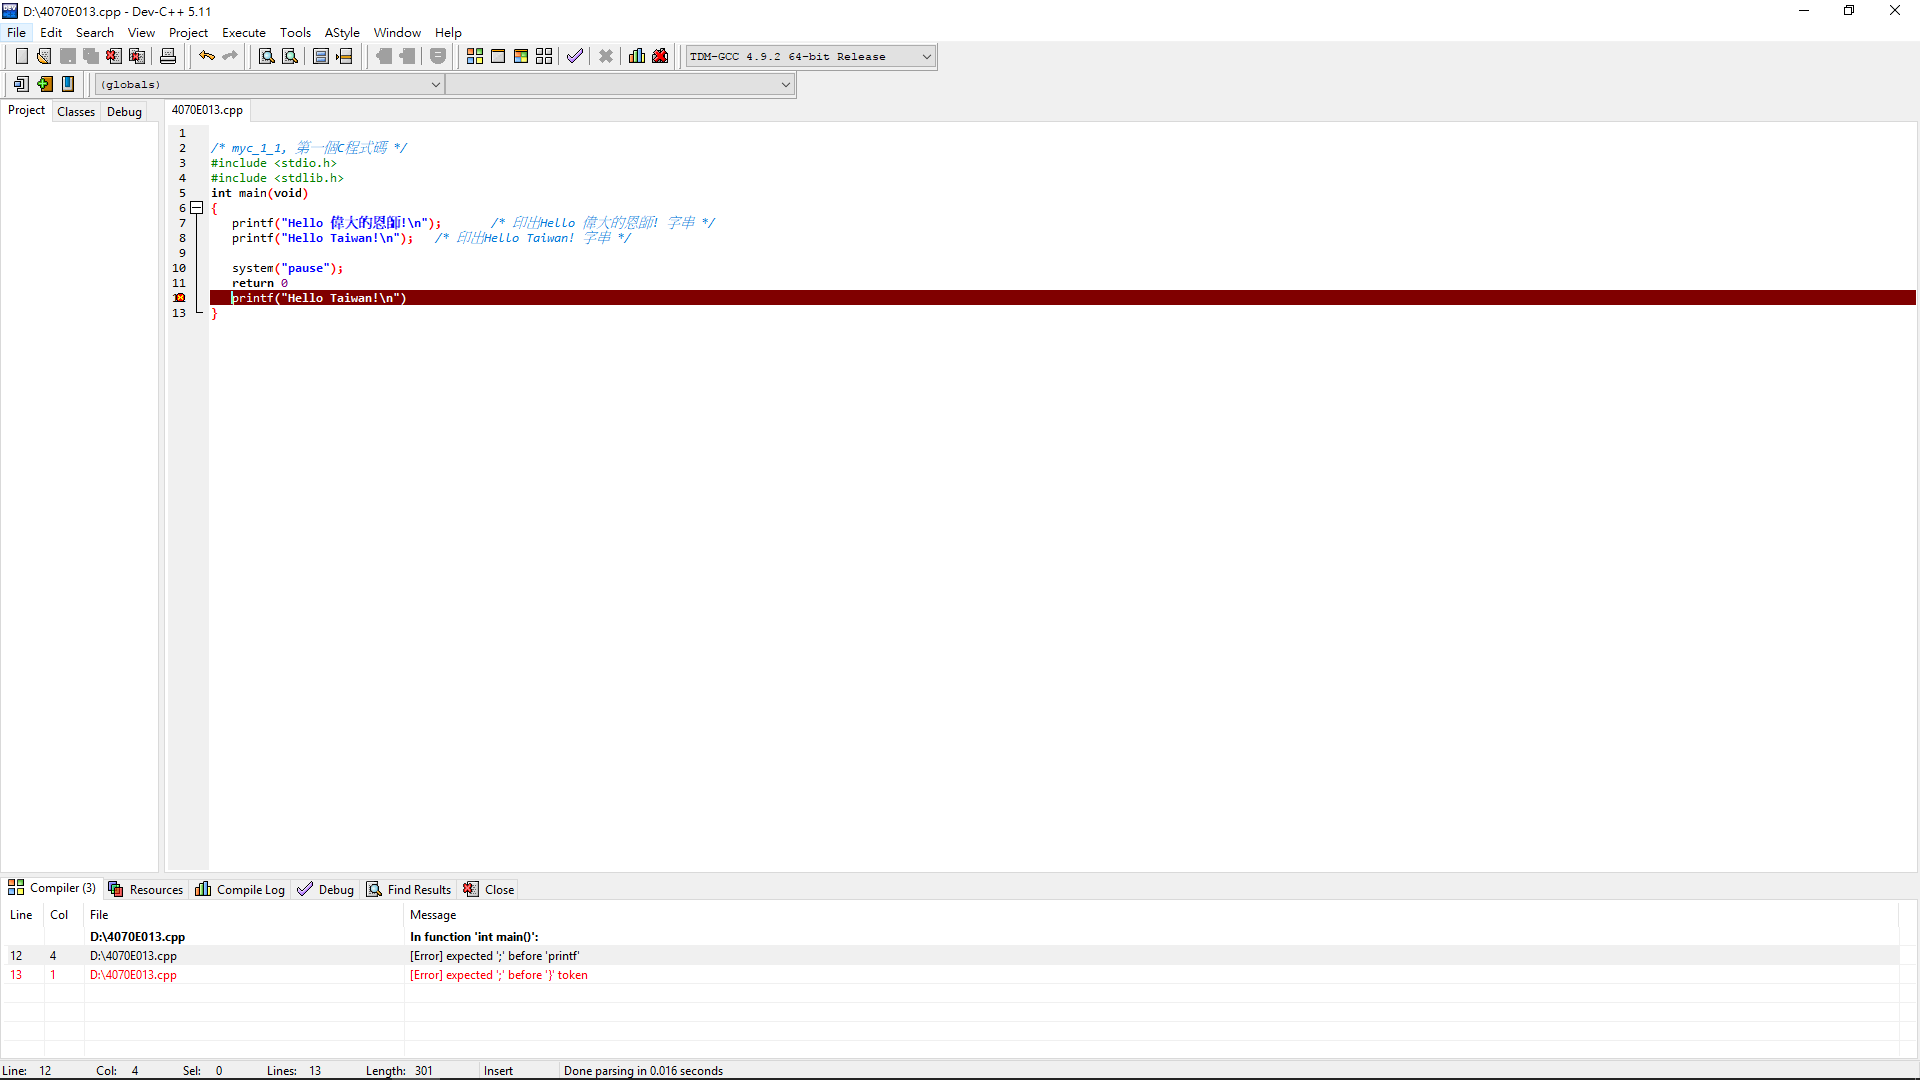 D:\4070E013.cpp - Dev-C++ 5.11
File Edit Search View Project Execute Tools AStyle Window Help
TDM-GCC 4.9.2 64-bit Release
(globals)
Project Classes Debug 4070E013.cpp
1
2 /* myc_1_1, 第一個C程式碼 */
3 #include <stdio.h>
4 #include <stdlib.h>
5 int main(void)
6 {
7 printf("Hello 偉大的恩師!\n"); /* 印出Hello 偉大的恩師! 字串 */
8 printf("Hello Taiwan!\n"); /* 印出Hello Taiwan! 字串 */
9
10 system("pause");
11 return 0
printf("Hello Taiwan!\n")
13 }
Compiler (3) Resources Compile Log Debug Find Results Close
Line Col File Message
D:\4070E013.cpp In function 'int main()':
12 4 D:\4070E013.cpp [Error] expected ';' before 'printf'
13 1 D:\4070E013.cpp [Error] expected ';' before '}' token
Line: 12 Col: 4 Sel: 0 Lines: 13 Length: 301 Insert Done parsing in 0.016 seconds